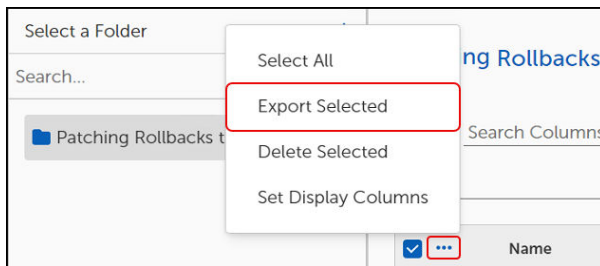 Select a Folder
Search...
Patching Rollbacks t
Select All
Export Selected
Delete Selected
Set Display Columns
ng Rollbacks
Search Columns
Name